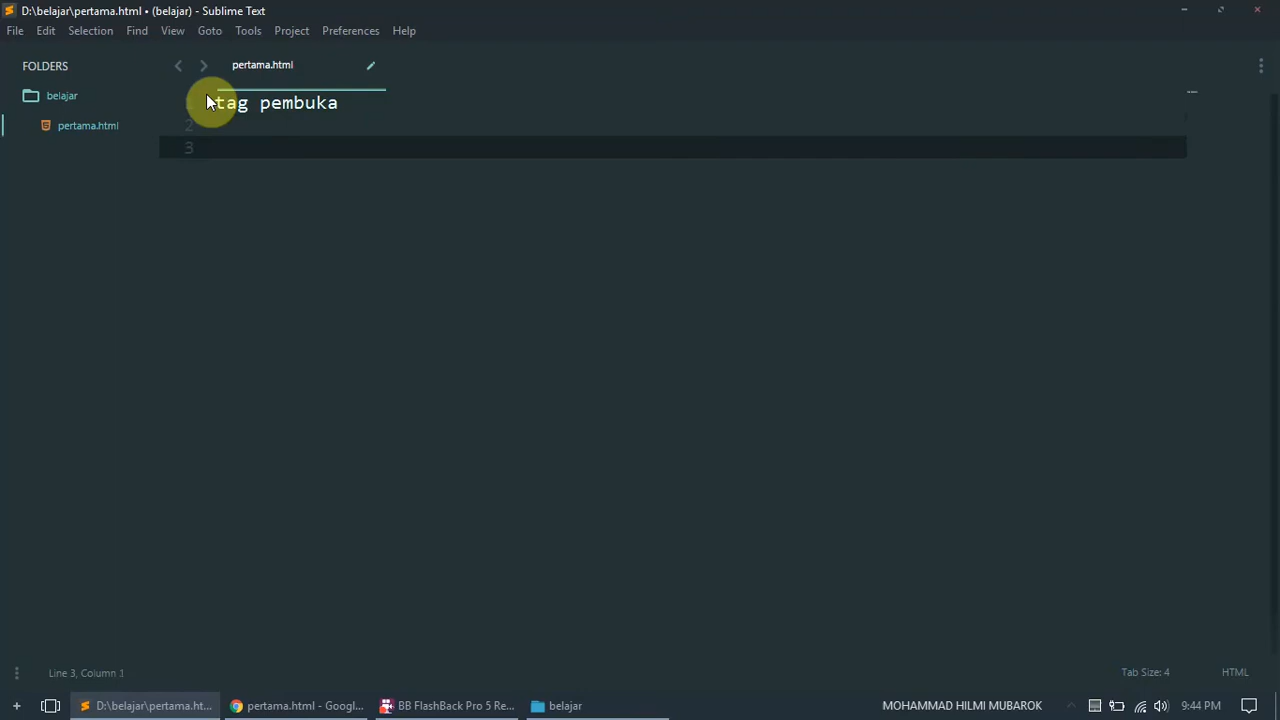 D:\belajar\pertama.html • (belajar) - Sublime Text
File Edit Selection Find View Goto Tools Project Preferences Help
FOLDERS
belajar
pertama.html
pertama.html
1 tag pembuka
2
3
Line 3, Column 1
Tab Size: 4
HTML
D:\belajar\pertama.ht...
pertama.html - Googl...
BB FlashBack Pro 5 Re...
belajar
MOHAMMAD HILMI MUBAROK
9:44 PM